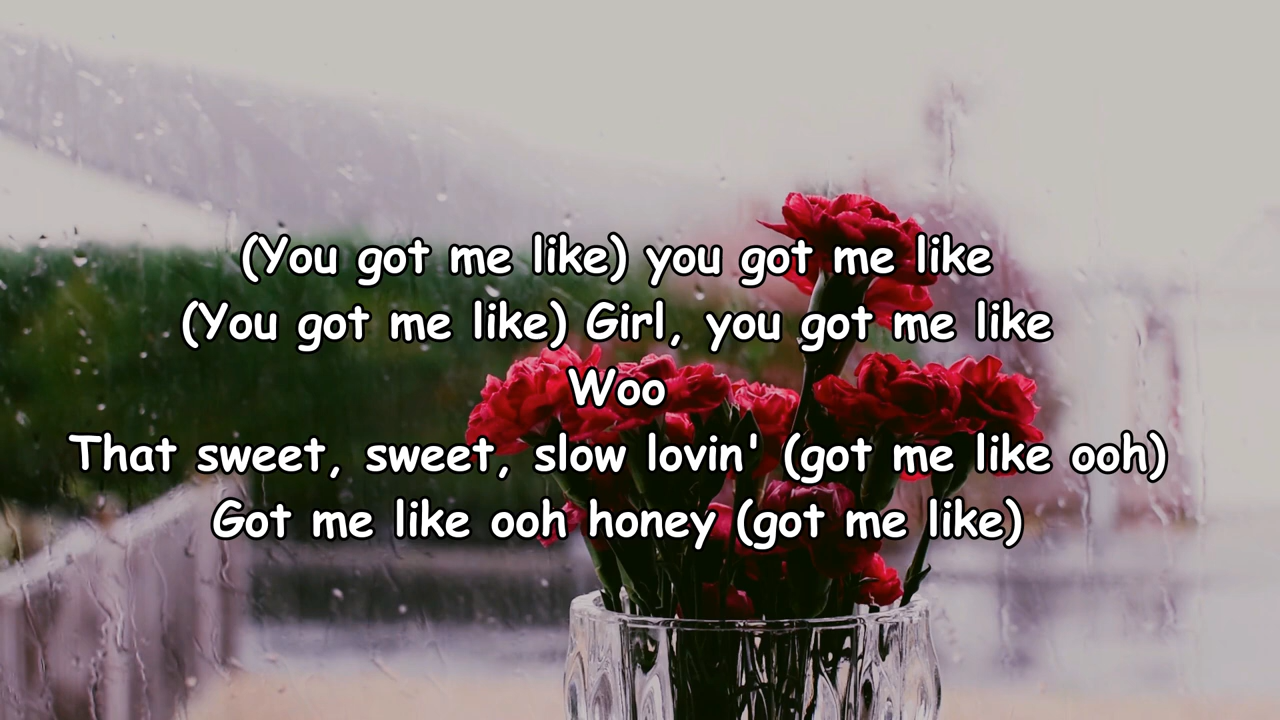 (You got me like) you got me like
(You got me like) Girl, you got me like
Woo
That sweet, sweet, slow lovin' (got me like ooh)
Got me like ooh honey (got me like)